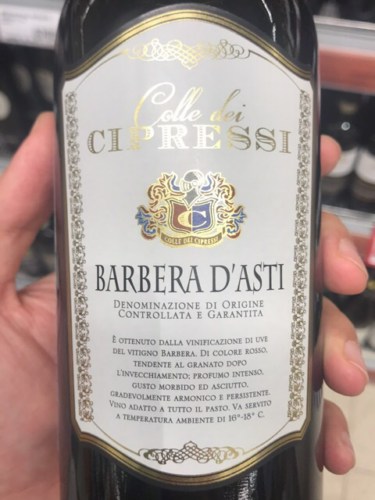 Colle dei
CIPRESSI
C
COLLE DEI CIPRESSI
BARBERA D'ASTI
DENOMINAZIONE DI ORIGINE
CONTROLLATA E GARANTITA
È OTTENUTO DALLA VINIFICAZIONE DI UVE
DEL VITIGNO BARBERA. DI COLORE ROSSO,
TENDENTE AL GRANATO DOPO
L'INVECCHIAMENTO; PROFUMO INTENSO,
GUSTO MORBIDO ED ASCIUTTO,
GRADEVOLMENTE ARMONICO E PERSISTENTE.
VINO ADATTO A TUTTO IL PASTO. VA SERVITO
A TEMPERATURA AMBIENTE DI 16°-18° C.